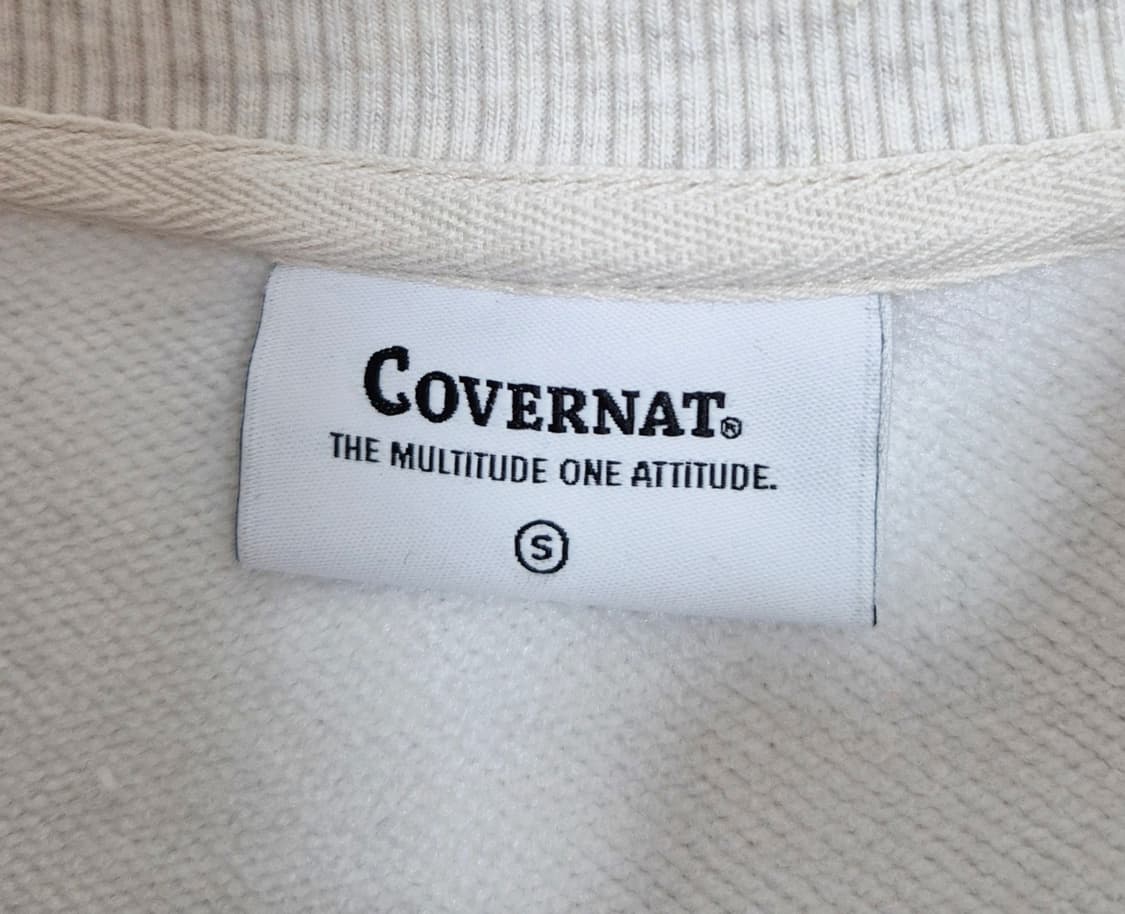 COVERNAT®
THE MULTITUDE ONE ATTITUDE.
S